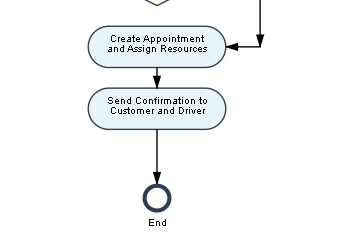 Create Appointment
and Assign Resources
Send Confirmation to
Customer and Driver
End